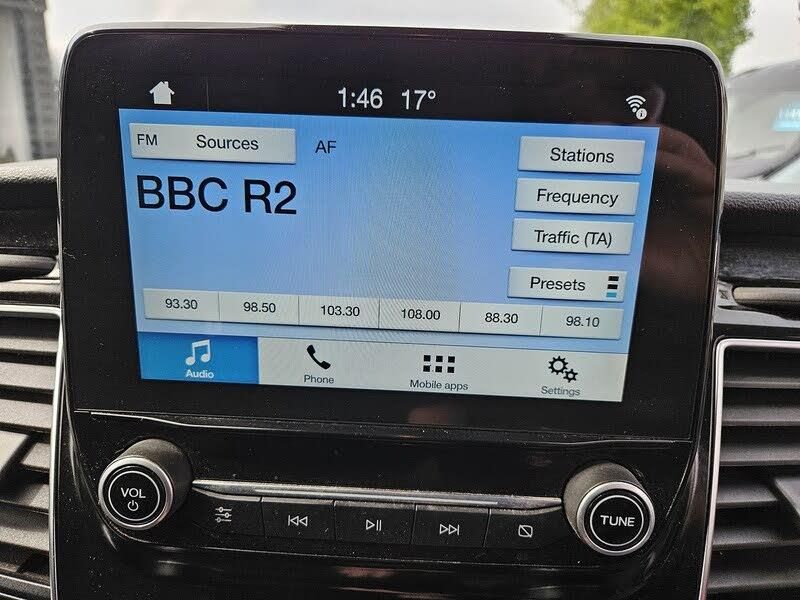 1:46 17°
FM Sources AF
BBC R2
Stations
Frequency
Traffic (TA)
Presets
93.30 98.50 103.30 108.00 88.30 98.10
Audio Phone Mobile apps Settings
VOL
TUNE